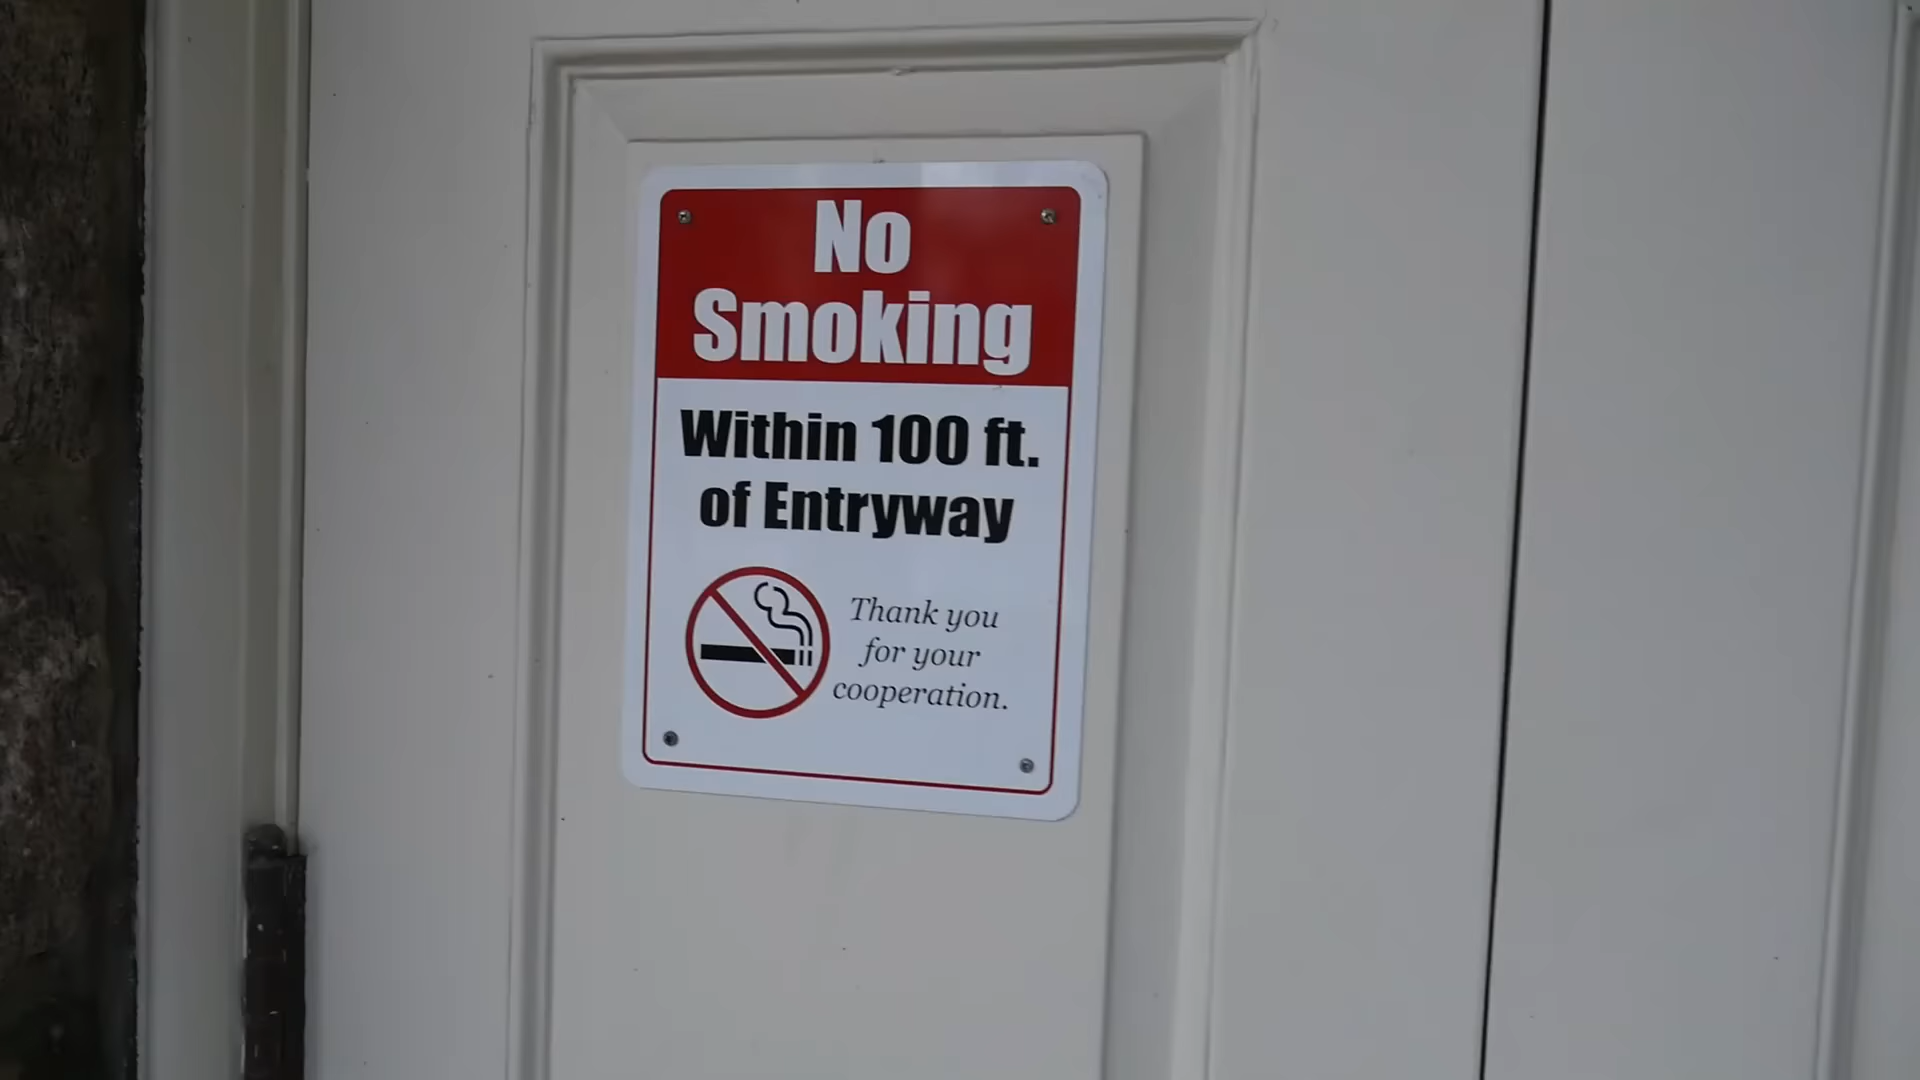 No
Smoking
Within 100 ft.
of Entryway
Thank you
for your
cooperation.